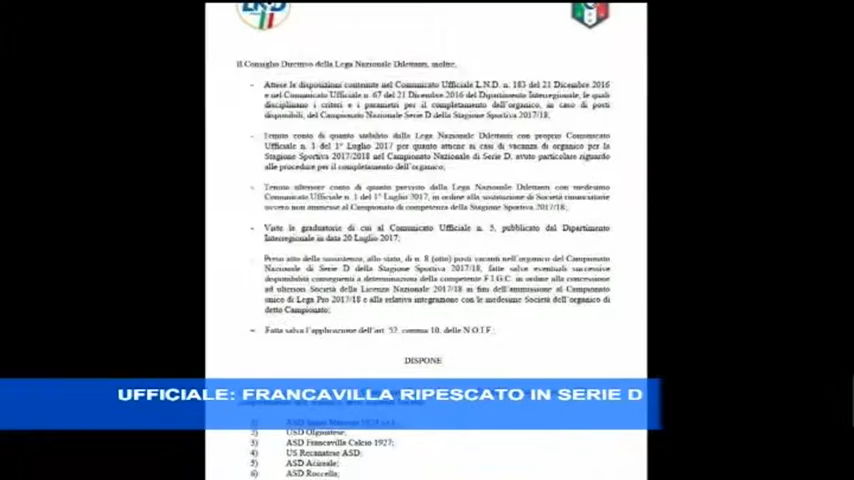 LND
Il Consiglio Direttivo della Lega Nazionale Dilettanti, inoltre,
- Attese le disposizioni contenute nel Comunicato Ufficiale L.N.D. n. 183 del 21 Dicembre 2016
e nel Comunicato Ufficiale n. 67 del 21 Dicembre 2016 del Dipartimento Interregionale, le quali
disciplinano i criteri e i parametri per il completamento dell'organico, in caso di posti
disponibili, del Campionato Nazionale Serie D della Stagione Sportiva 2017/18;
- Tenuto conto di quanto stabilito dalla Lega Nazionale Dilettanti con proprio Comunicato
Ufficiale n. 1 del 1° Luglio 2017 per quanto attiene ai casi di vacanza di organico per la
Stagione Sportiva 2017/2018 nel Campionato Nazionale di Serie D, avuto particolare riguardo
alle procedure per il completamento dell'organico;
- Tenuto ulteriore conto di quanto previsto dalla Lega Nazionale Dilettanti con medesimo
Comunicato Ufficiale n. 1 del 1° Luglio 2017, in ordine alla sostituzione di Società rinunciatarie
ovvero non ammesse al Campionato di competenza della Stagione Sportiva 2017/18;
- Viste le graduatorie di cui al Comunicato Ufficiale n. 5, pubblicato dal Dipartimento
Interregionale in data 20 Luglio 2017;
- Preso atto della sussistenza, allo stato, di n. 8 (otto) posti vacanti nell'organico del Campionato
Nazionale di Serie D della Stagione Sportiva 2017/18, fatte salve eventuali successive
disponibilità conseguenti a determinazioni della competente F.I.G.C. in ordine alla concessione
ad ulteriori Società della Licenza Nazionale 2017/18 ai fini dell'ammissione al Campionato
unico di Lega Pro 2017/18 e alla relativa integrazione con le medesime Società dell'organico di
detto Campionato;
- Fatta salva l'applicazione dell'art. 52, comma 10, delle N.O.I.F.;
DISPONE
UFFICIALE: FRANCAVILLA RIPESCATO IN SERIE D
1) ASD
2) USD Olginatese;
3) ASD Francavilla Calcio 1927;
4) US Recanatese ASD;
5) ASD Acireale;
6) ASD Roccella;